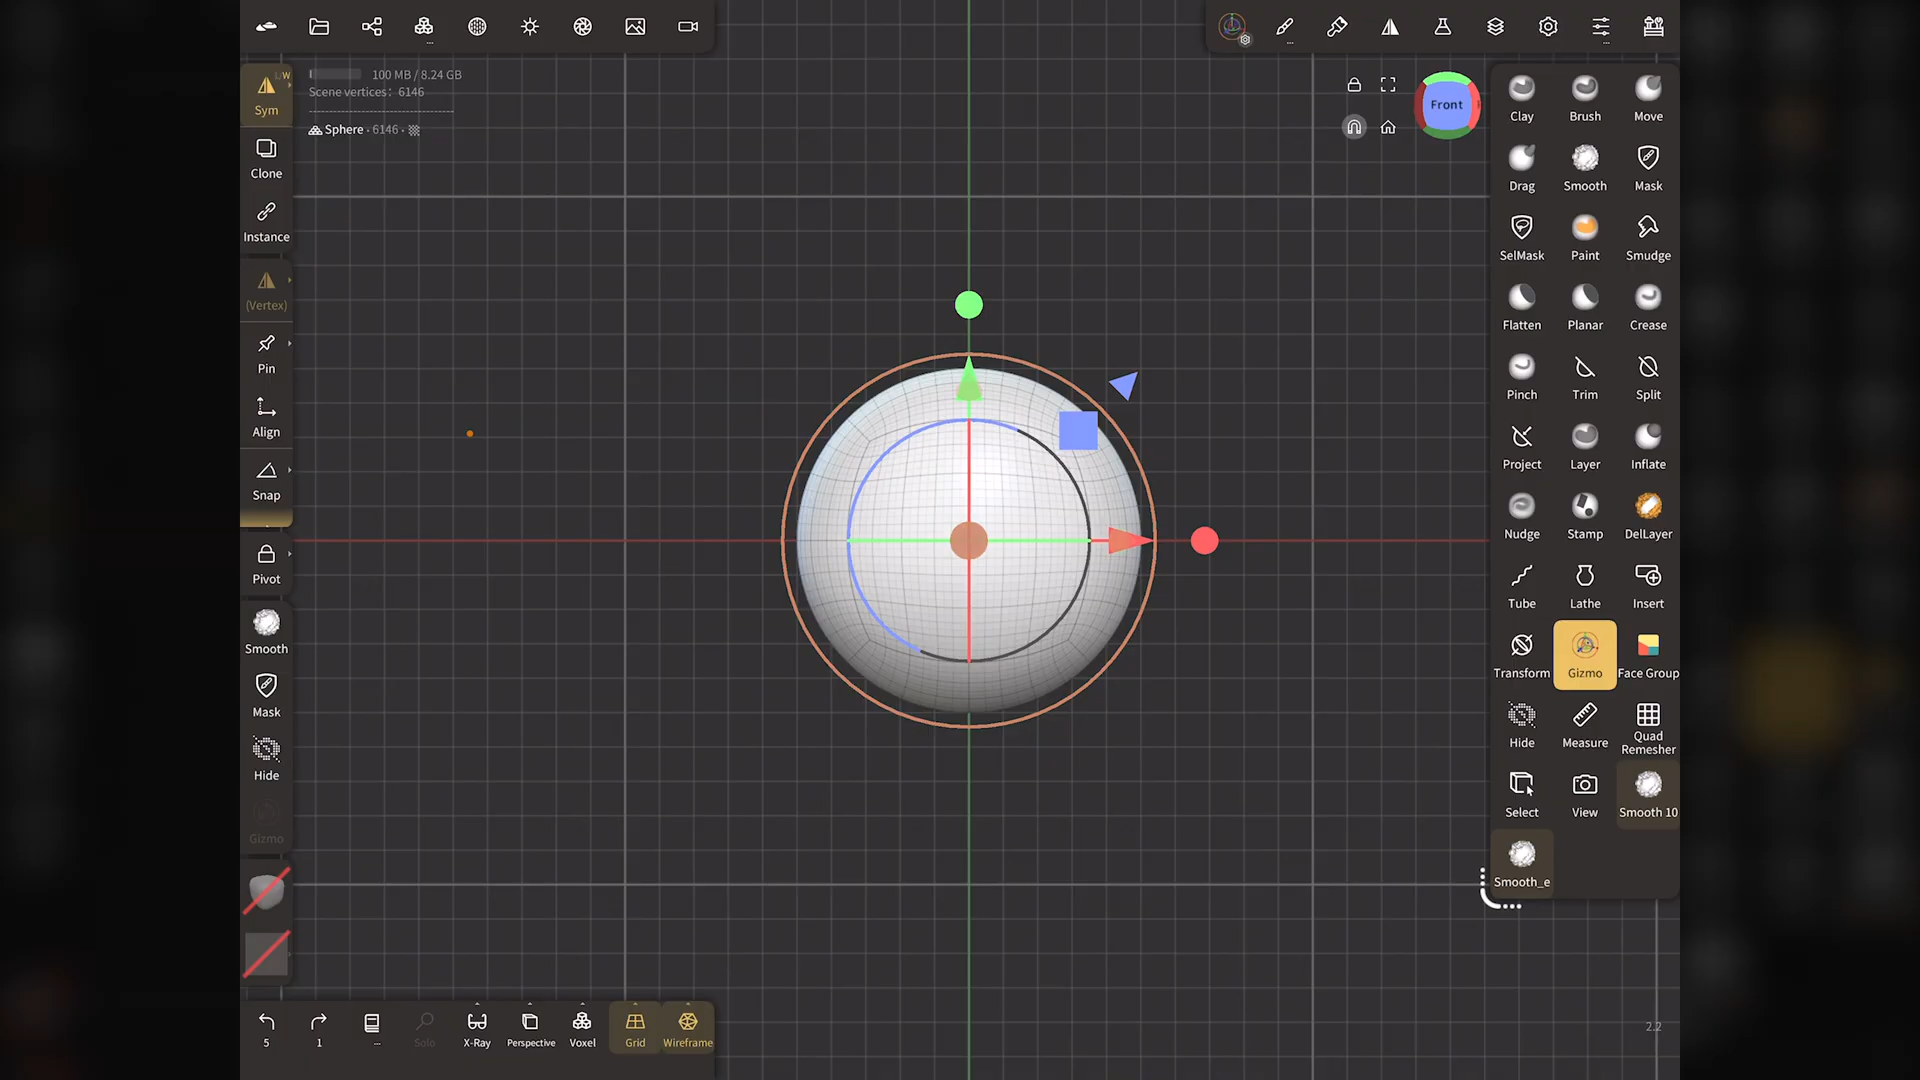 100 MB / 8.24 GB
Scene vertices: 6146
Sphere • 6146 •
L/W
Sym
Clone
Instance
(Vertex)
Pin
Align
Snap
Pivot
Smooth
Mask
Hide
Gizmo
Front
Clay
Brush
Move
Drag
Smooth
Mask
SelMask
Paint
Smudge
Flatten
Planar
Crease
Pinch
Trim
Split
Project
Layer
Inflate
Nudge
Stamp
DelLayer
Tube
Lathe
Insert
Transform
Gizmo
Face Group
Hide
Measure
Quad
Remesher
Select
View
Smooth 10
Smooth_e
2.2
5
1
...
Solo
X-Ray
Perspective
Voxel
Grid
Wireframe